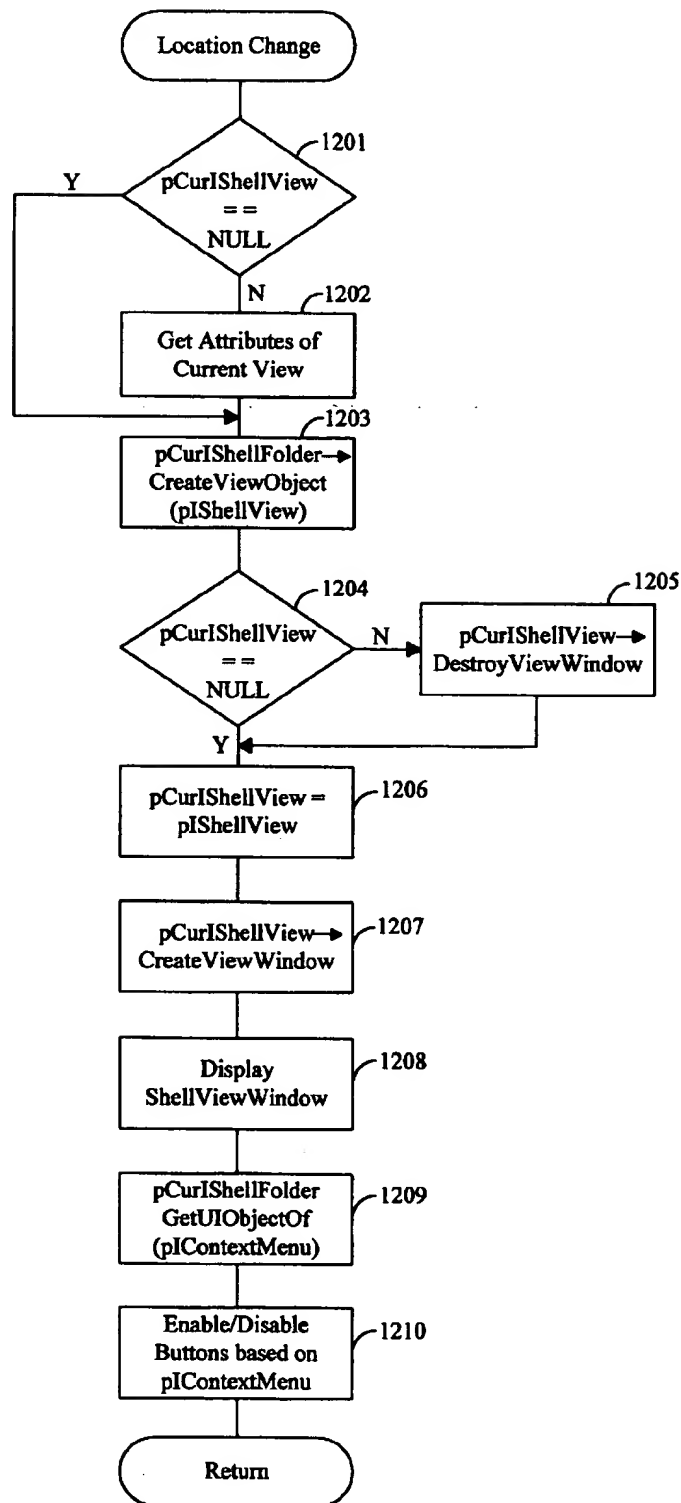 Location Change
1201
Y
pCurIShellView
= =
NULL
N
1202
Get Attributes of
Current View
1203
pCurIShellFolder→
CreateViewObject
(pIShellView)
1204
pCurIShellView
= =
NULL
N
1205
pCurIShellView→
DestroyViewWindow
Y
pCurIShellView =
pIShellView
1206
pCurIShellView→
CreateViewWindow
1207
Display
ShellViewWindow
1208
pCurIShellFolder
GetUIObjectOf
(pIContextMenu)
1209
Enable/Disable
Buttons based on
pIContextMenu
1210
Return